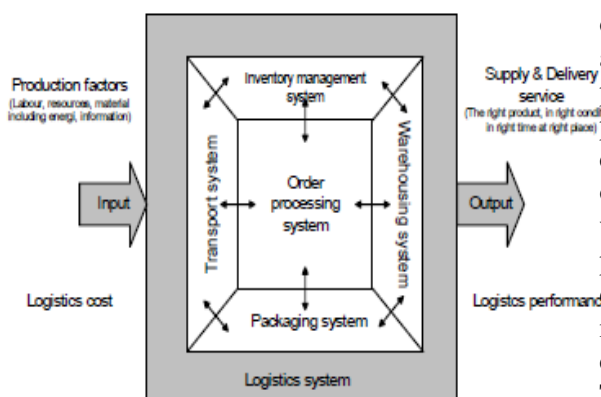 Production factors
(Labour, resources, material
including energi, information)
Input
Logistics cost
Inventory management
system
Transport system
Order
processing
system
Warehousing system
Packaging system
Logistics system
Supply & Delivery
service
(The right product, in right condi
in right time at right place)
Output
Logistcs performanc